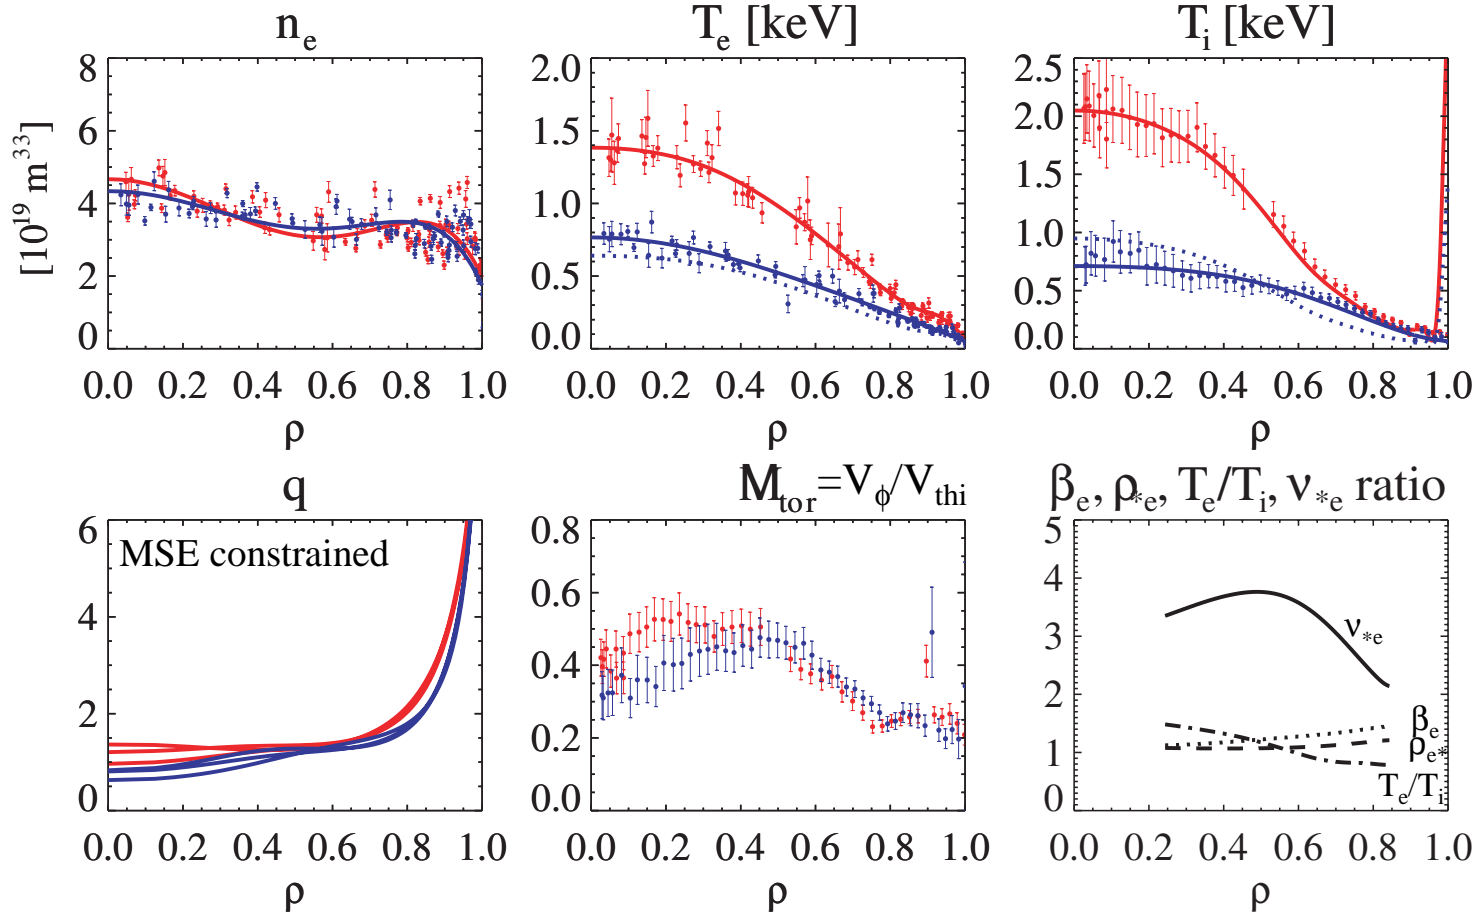 n_e
T_e [keV]
T_i [keV]
[10^19 m^33]
8
6
4
2
0
2.0
1.5
1.0
0.5
0.0
2.5
2.0
1.5
1.0
0.5
0.0
0.0 0.2 0.4 0.6 0.8 1.0
0.0 0.2 0.4 0.6 0.8 1.0
0.0 0.2 0.4 0.6 0.8 1.0
ρ
ρ
ρ
q
M_tor=V_ϕ/V_thi
β_e, ρ_*e, T_e/T_i, ν_*e ratio
MSE constrained
6
4
2
0
0.8
0.6
0.4
0.2
0.0
5
4
3
2
1
0
ν_*e
β_e
ρ_e*
T_e/T_i
0.0 0.2 0.4 0.6 0.8 1.0
0.0 0.2 0.4 0.6 0.8 1.0
0.0 0.2 0.4 0.6 0.8 1.0
ρ
ρ
ρ